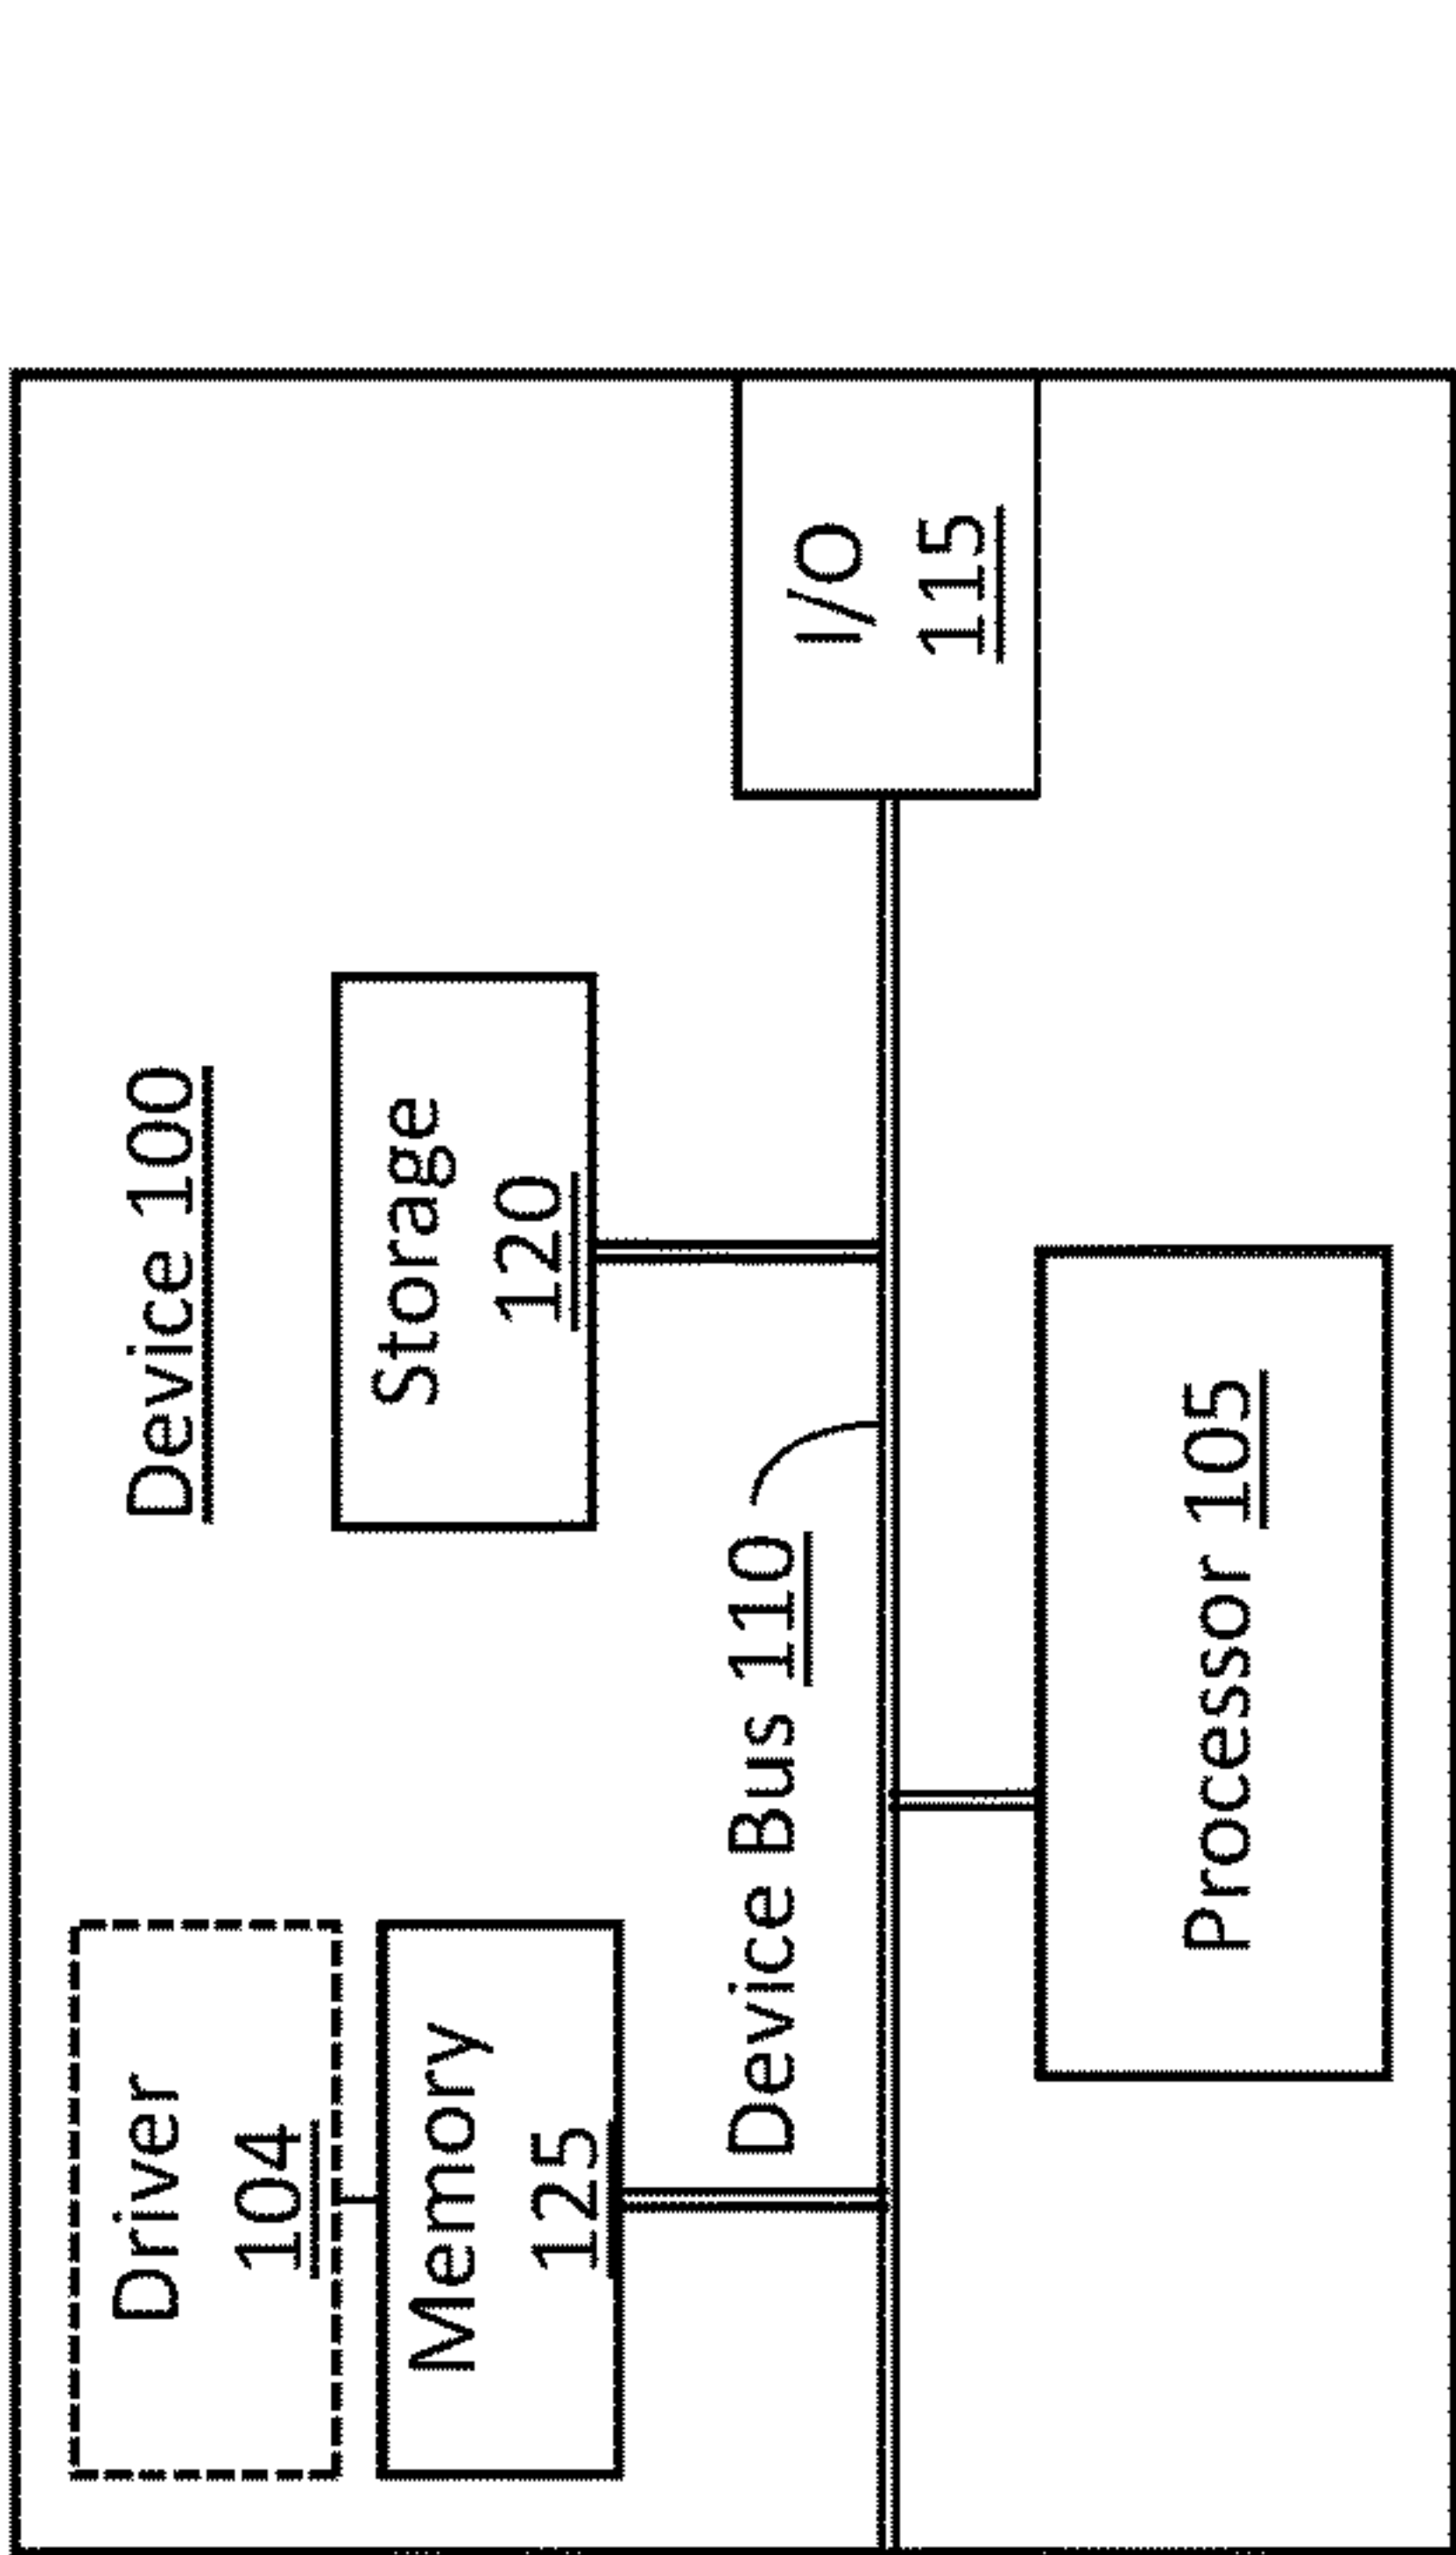 Device 100
Driver
104
Memory
125
Storage
120
Device Bus 110
I/O
115
Processor 105